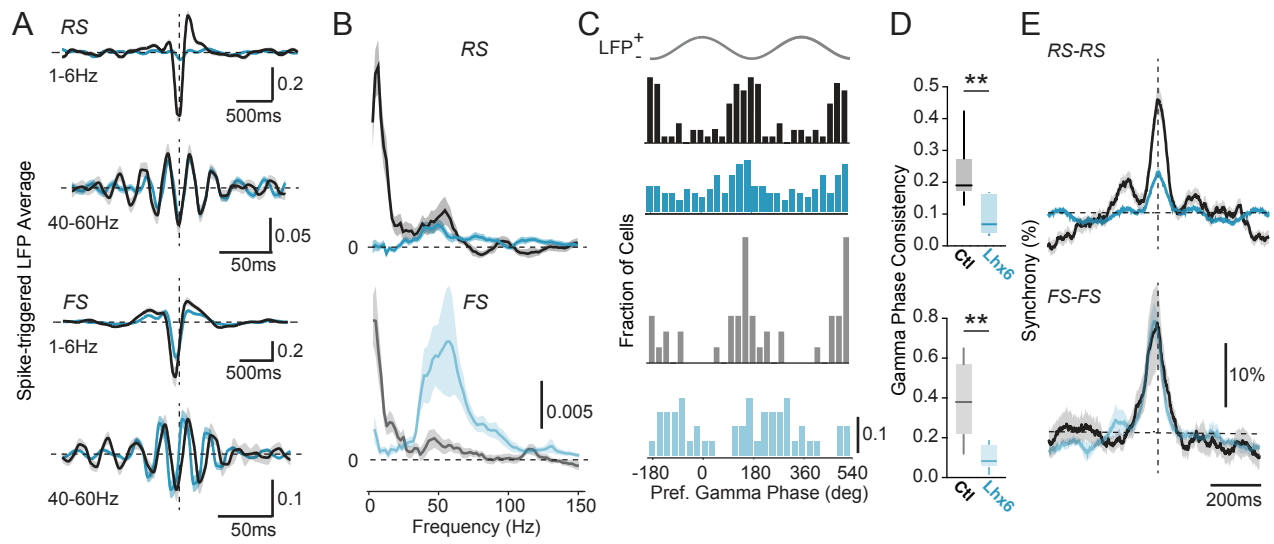 A
RS
1-6Hz
0.2
500ms
40-60Hz
0.05
50ms
FS
1-6Hz
0.2
500ms
40-60Hz
0.1
50ms
Spike-triggered LFP Average
B
RS
0
FS
0.005
0
0 50 100 150
Frequency (Hz)
C
LFP + -
Fraction of Cells
0.1
-180 0 180 360 540
Pref. Gamma Phase (deg)
D
**
0.5
0.4
0.3
0.2
0.1
0.0
Ctl Lhx6
**
0.8
0.6
0.4
0.2
0.0
Ctl Lhx6
Gamma Phase Consistency
E
RS-RS
FS-FS
Synchrony (%)
10%
200ms